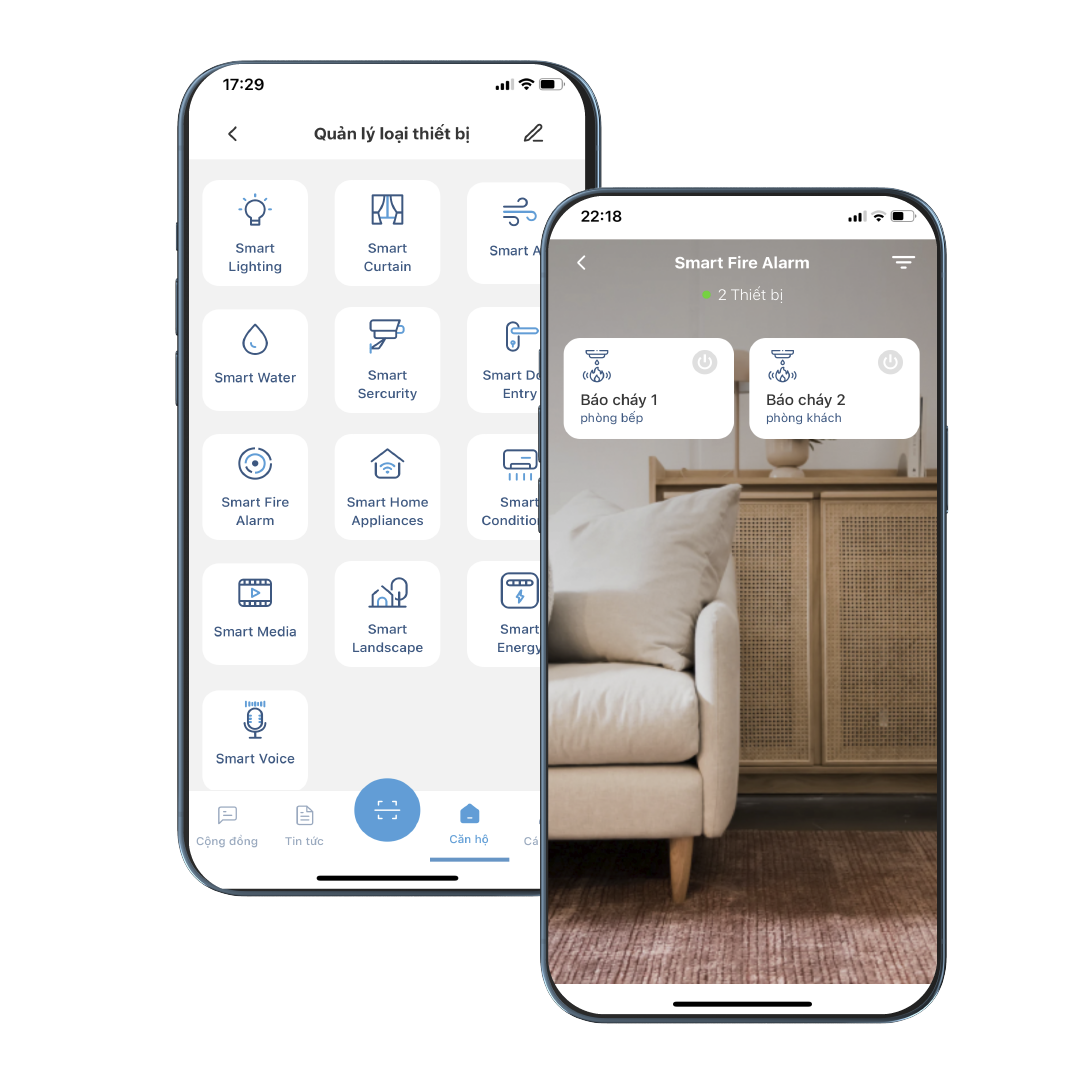 17:29
Quản lý loại thiết bị
Smart
Lighting
Smart
Curtain
Smart
Smart Water
Smart
Sercurity
Smart
Entry
Smart Fire
Alarm
Smart Home
Appliances
Smart
Smart Media
Smart
Landscape
Smart
Energy
Smart Voice
Cộng đồng
Tin tức
Căn hộ
22:18
Smart Fire Alarm
2 Thiết bị
Báo cháy 1
phòng bếp
Báo cháy 2
phòng khách